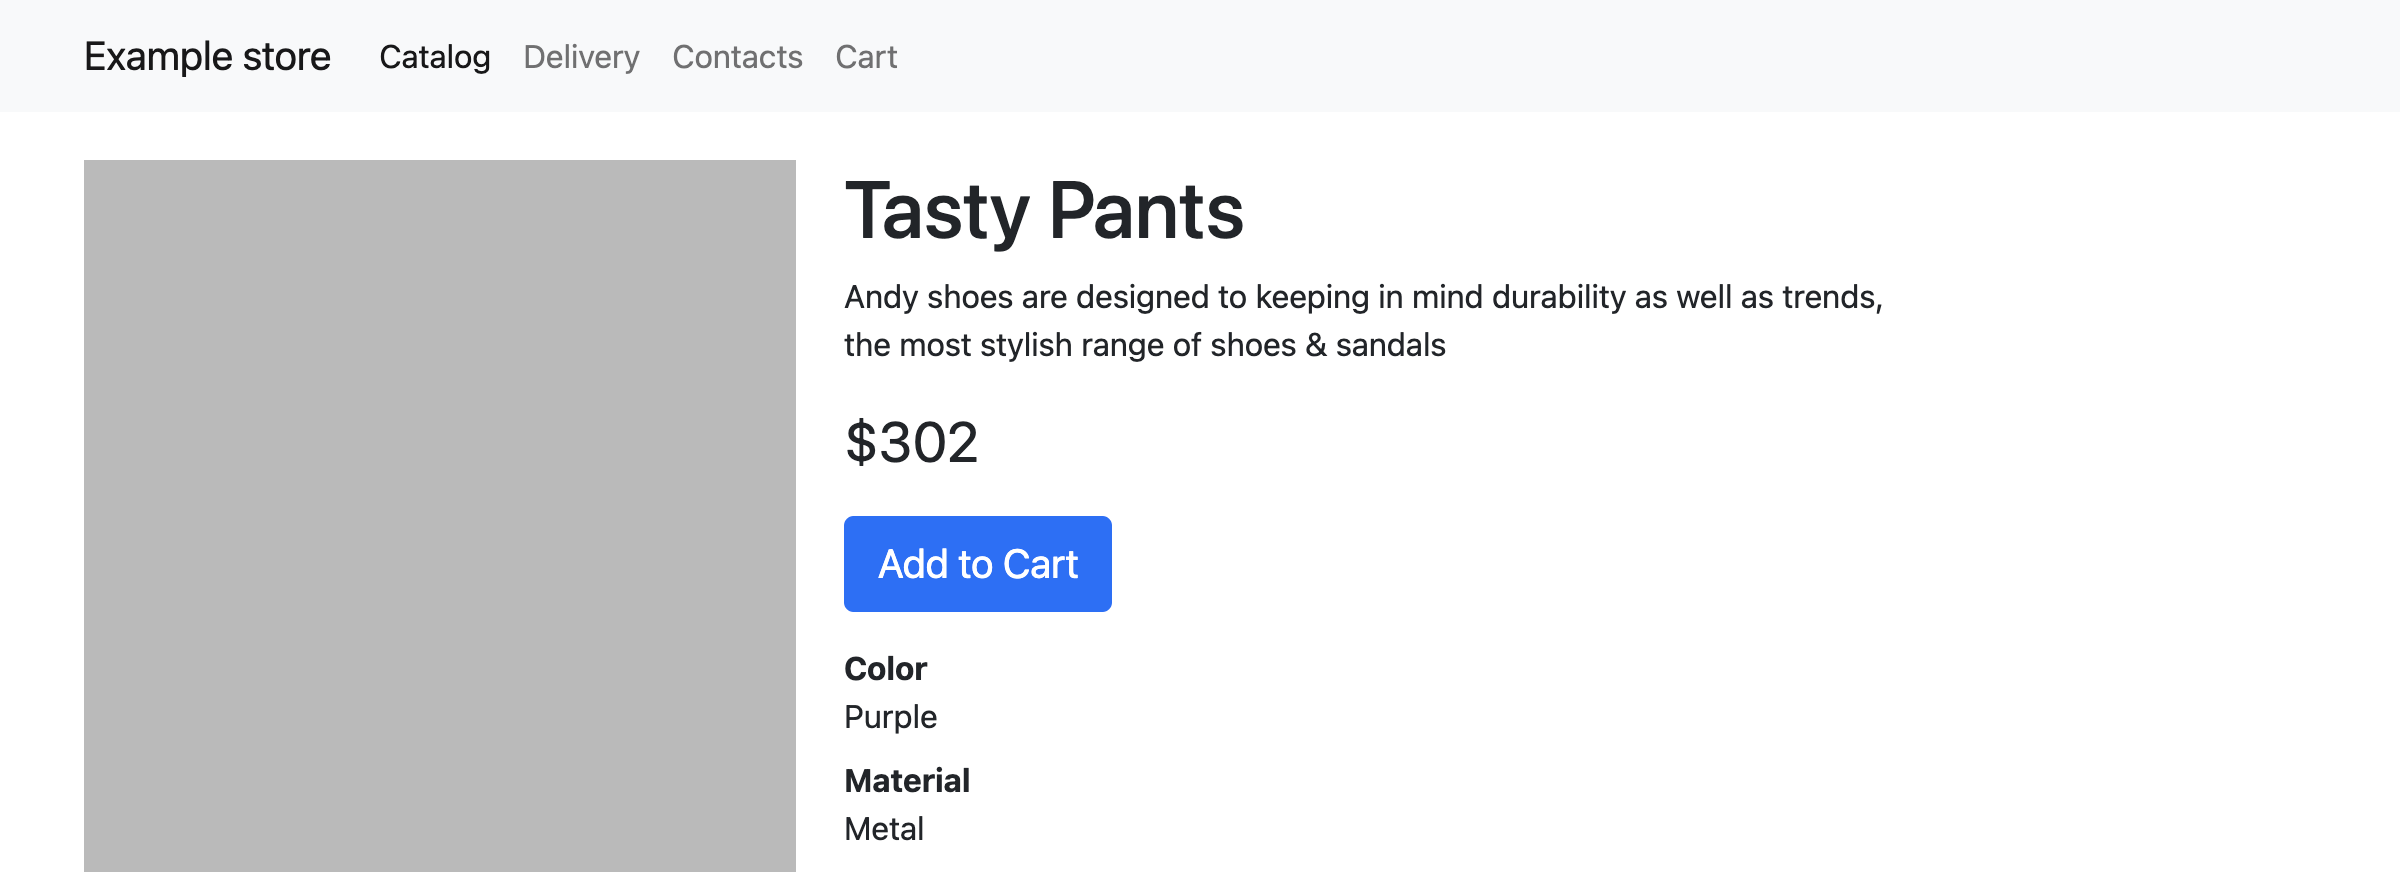 Example store Catalog Delivery Contacts Cart
Tasty Pants
Andy shoes are designed to keeping in mind durability as well as trends,
the most stylish range of shoes & sandals
$302
Add to Cart
Color
Purple
Material
Metal